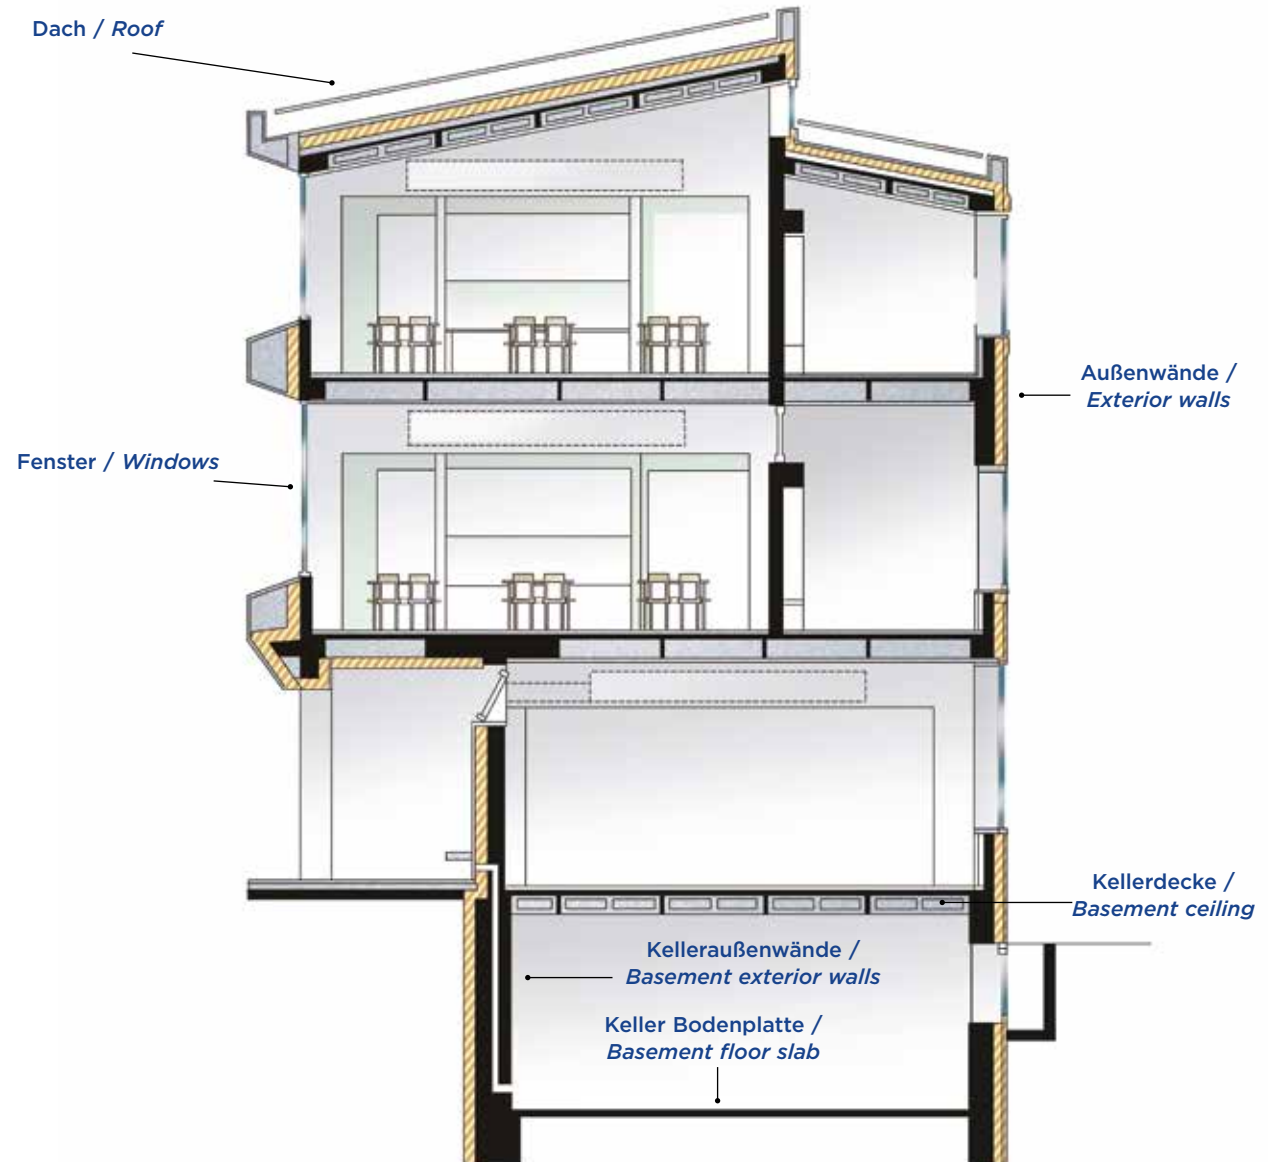 Dach / Roof
Außenwände /
Exterior walls
Fenster / Windows
Kellerdecke /
Basement ceiling
Kelleraußenwände /
Basement exterior walls
Keller Bodenplatte /
Basement floor slab